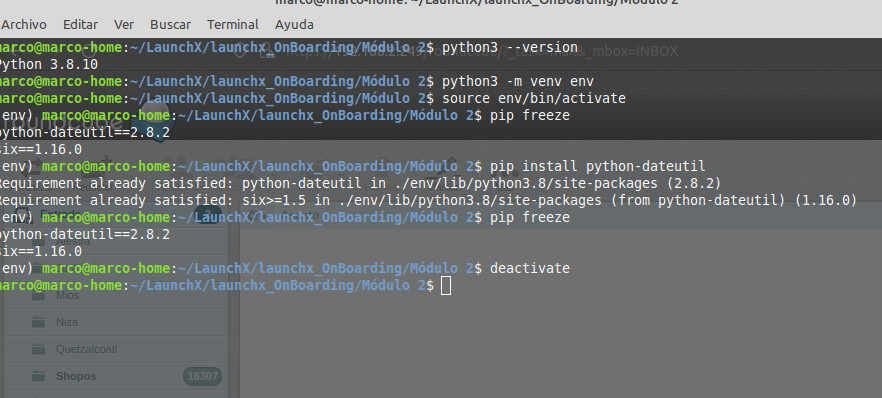 marco@marco-home: ~/LaunchX/launchx_OnBoarding/Módulo 2
Archivo Editar Ver Buscar Terminal Ayuda
marco@marco-home:~/LaunchX/launchx_OnBoarding/Módulo 2$ python3 --version
Python 3.8.10
marco@marco-home:~/LaunchX/launchx_OnBoarding/Módulo 2$ python3 -m venv env
marco@marco-home:~/LaunchX/launchx_OnBoarding/Módulo 2$ source env/bin/activate
(env) marco@marco-home:~/LaunchX/launchx_OnBoarding/Módulo 2$ pip freeze
python-dateutil==2.8.2
six==1.16.0
(env) marco@marco-home:~/LaunchX/launchx_OnBoarding/Módulo 2$ pip install python-dateutil
Requirement already satisfied: python-dateutil in ./env/lib/python3.8/site-packages (2.8.2)
Requirement already satisfied: six>=1.5 in ./env/lib/python3.8/site-packages (from python-dateutil) (1.16.0)
(env) marco@marco-home:~/LaunchX/launchx_OnBoarding/Módulo 2$ pip freeze
python-dateutil==2.8.2
six==1.16.0
(env) marco@marco-home:~/LaunchX/launchx_OnBoarding/Módulo 2$ deactivate
marco@marco-home:~/LaunchX/launchx_OnBoarding/Módulo 2$
roundcube
Alestra
Mios
Niza
Quetzalcoatl
Shopos 18307